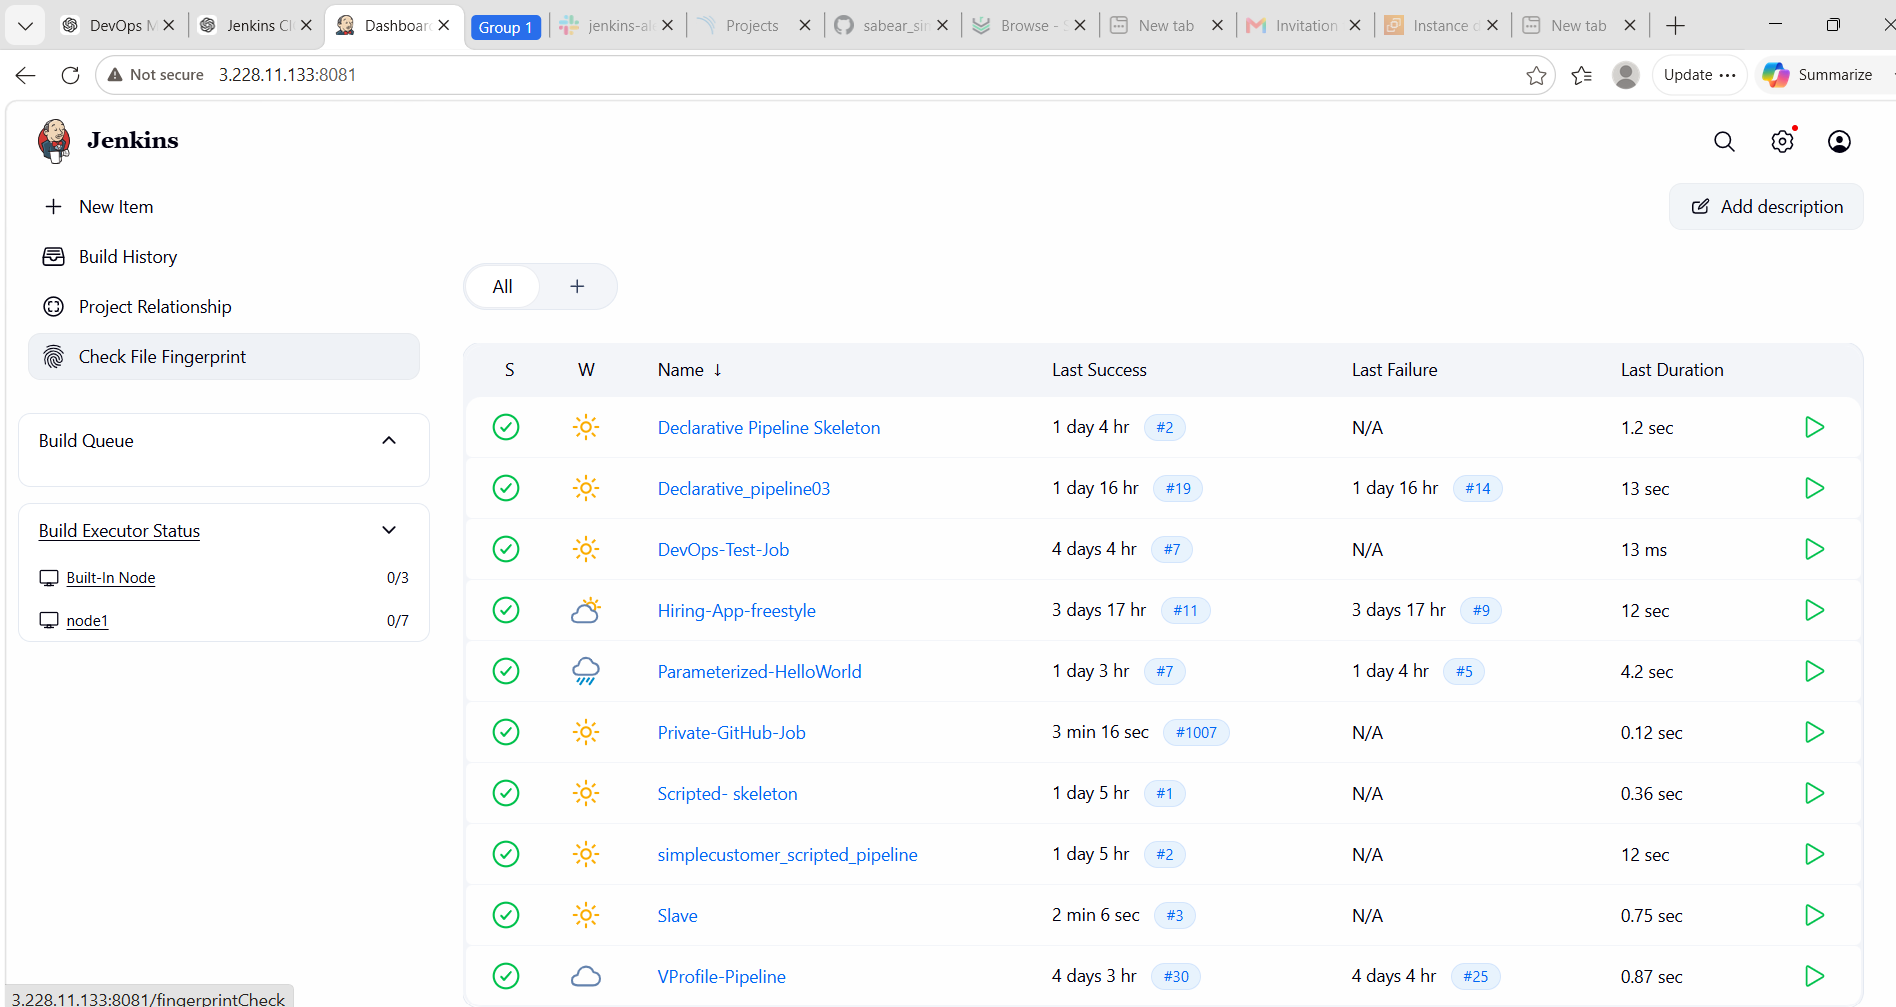 DevOps M
Jenkins Cl
Dashboard
Group 1
jenkins-ale
Projects
sabear_sim
Browse - S
New tab
Invitation
Instance d
New tab
Not secure 3.228.11.133:8081
Update
Summarize
Jenkins
New Item
Add description
Build History
All +
Project Relationship
Check File Fingerprint
Build Queue
Build Executor Status
Built-In Node 0/3
node1 0/7
S W Name ↓ Last Success Last Failure Last Duration
Declarative Pipeline Skeleton 1 day 4 hr #2 N/A 1.2 sec
Declarative_pipeline03 1 day 16 hr #19 1 day 16 hr #14 13 sec
DevOps-Test-Job 4 days 4 hr #7 N/A 13 ms
Hiring-App-freestyle 3 days 17 hr #11 3 days 17 hr #9 12 sec
Parameterized-HelloWorld 1 day 3 hr #7 1 day 4 hr #5 4.2 sec
Private-GitHub-Job 3 min 16 sec #1007 N/A 0.12 sec
Scripted- skeleton 1 day 5 hr #1 N/A 0.36 sec
simplecustomer_scripted_pipeline 1 day 5 hr #2 N/A 12 sec
Slave 2 min 6 sec #3 N/A 0.75 sec
VProfile-Pipeline 4 days 3 hr #30 4 days 4 hr #25 0.87 sec
3.228.11.133:8081/fingerprintCheck